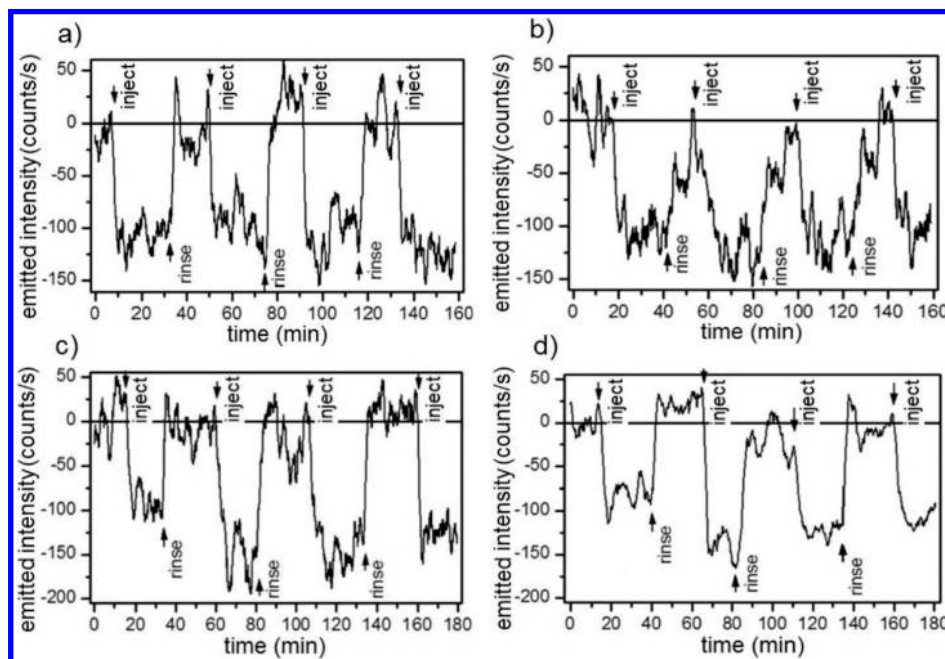 a)
emitted intensity (counts/s)
50
0
-50
-100
-150
inject
inject
inject
inject
rinse
rinse
rinse
0 20 40 60 80 100 120 140 160
time (min)
b)
emitted intensity (counts/s)
50
0
-50
-100
-150
inject
inject
inject
inject
rinse
rinse
rinse
0 20 40 60 80 100 120 140 160
time (min)
c)
emitted intensity (counts/s)
50
0
-50
-100
-150
-200
inject
inject
inject
inject
rinse
rinse
rinse
0 20 40 60 80 100 120 140 160 180
time (min)
d)
emitted intensity (counts/s)
50
0
-50
-100
-150
-200
inject
inject
inject
inject
rinse
rinse
rinse
0 20 40 60 80 100 120 140 160 180
time (min)